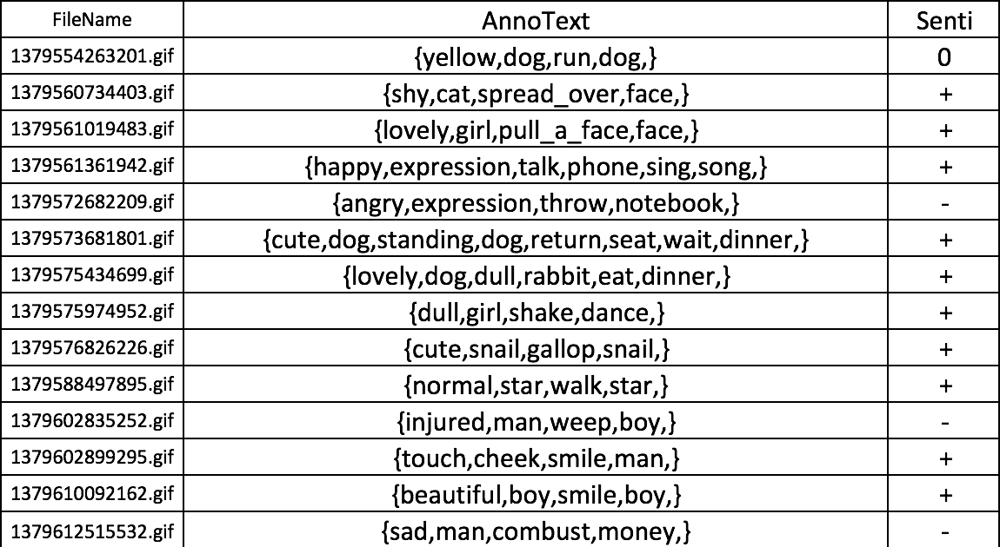 FileName AnnoText Senti
1379554263201.gif {yellow,dog,run,dog,} 0
1379560734403.gif {shy,cat,spread_over,face,} +
1379561019483.gif {lovely,girl,pull_a_face,face,} +
1379561361942.gif {happy,expression,talk,phone,sing,song,} +
1379572682209.gif {angry,expression,throw,notebook,} -
1379573681801.gif {cute,dog,standing,dog,return,seat,wait,dinner,} +
1379575434699.gif {lovely,dog,dull,rabbit,eat,dinner,} +
1379575974952.gif {dull,girl,shake,dance,} +
1379576826226.gif {cute,snail,gallop,snail,} +
1379588497895.gif {normal,star,walk,star,} +
1379602835252.gif {injured,man,weep,boy,} -
1379602899295.gif {touch,cheek,smile,man,} +
1379610092162.gif {beautiful,boy,smile,boy,} +
1379612515532.gif {sad,man,combust,money,} -